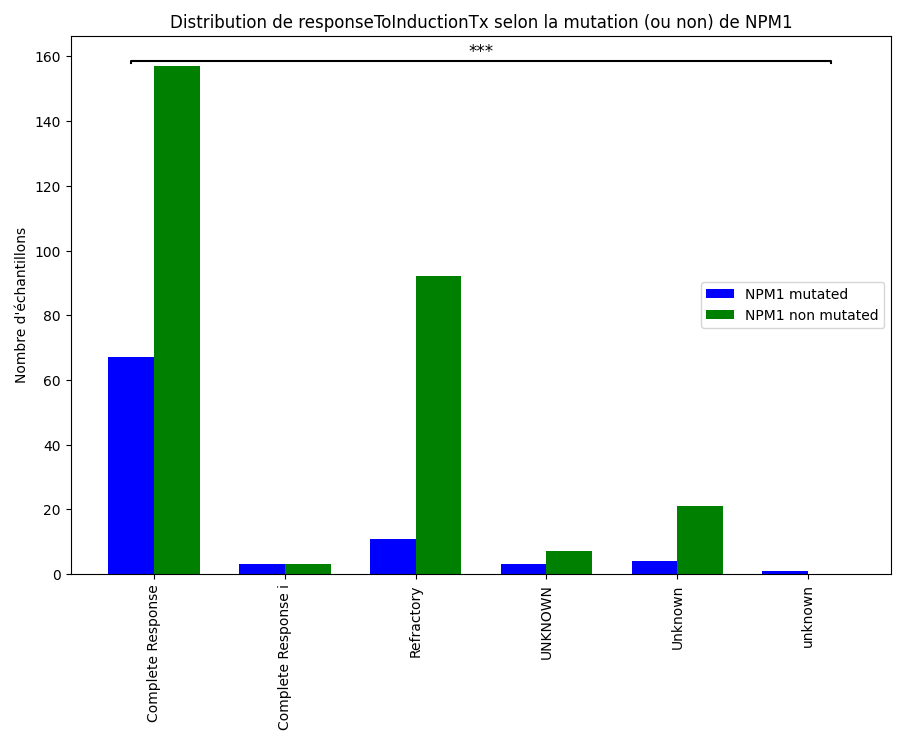 Distribution de responseToInductionTx selon la mutation (ou non) de NPM1
***
160
140
120
100
80
60
40
20
0
Nombre d'échantillons
NPM1 mutated
NPM1 non mutated
Complete Response
Complete Response i
Refractory
UNKNOWN
Unknown
unknown